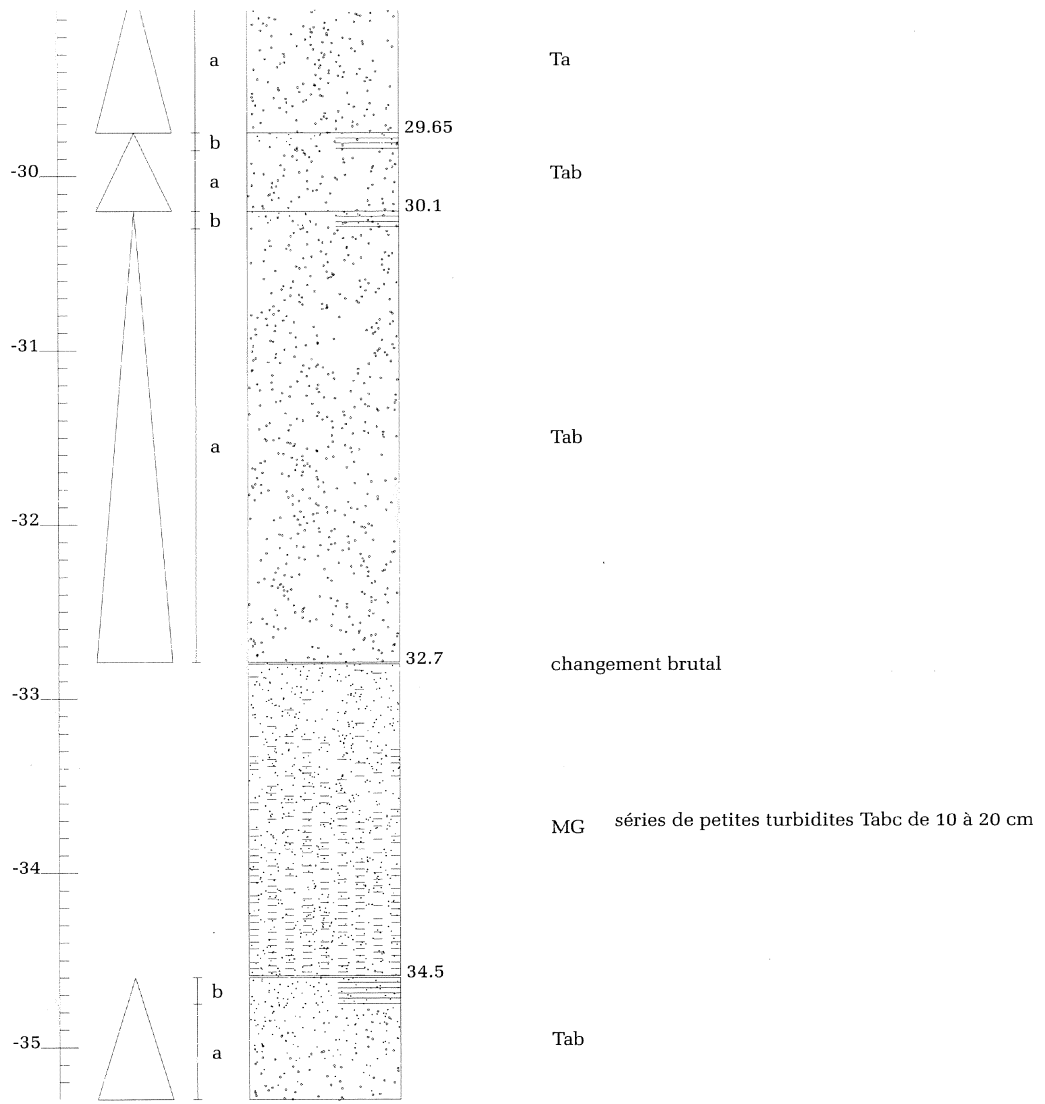 a Ta
29.65
b
-30 a Tab
30.1
b
-31
a Tab
-32
32.7
changement brutal
-33
MG séries de petites turbidites Tabc de 10 à 20 cm
-34
34.5
b
-35 a Tab